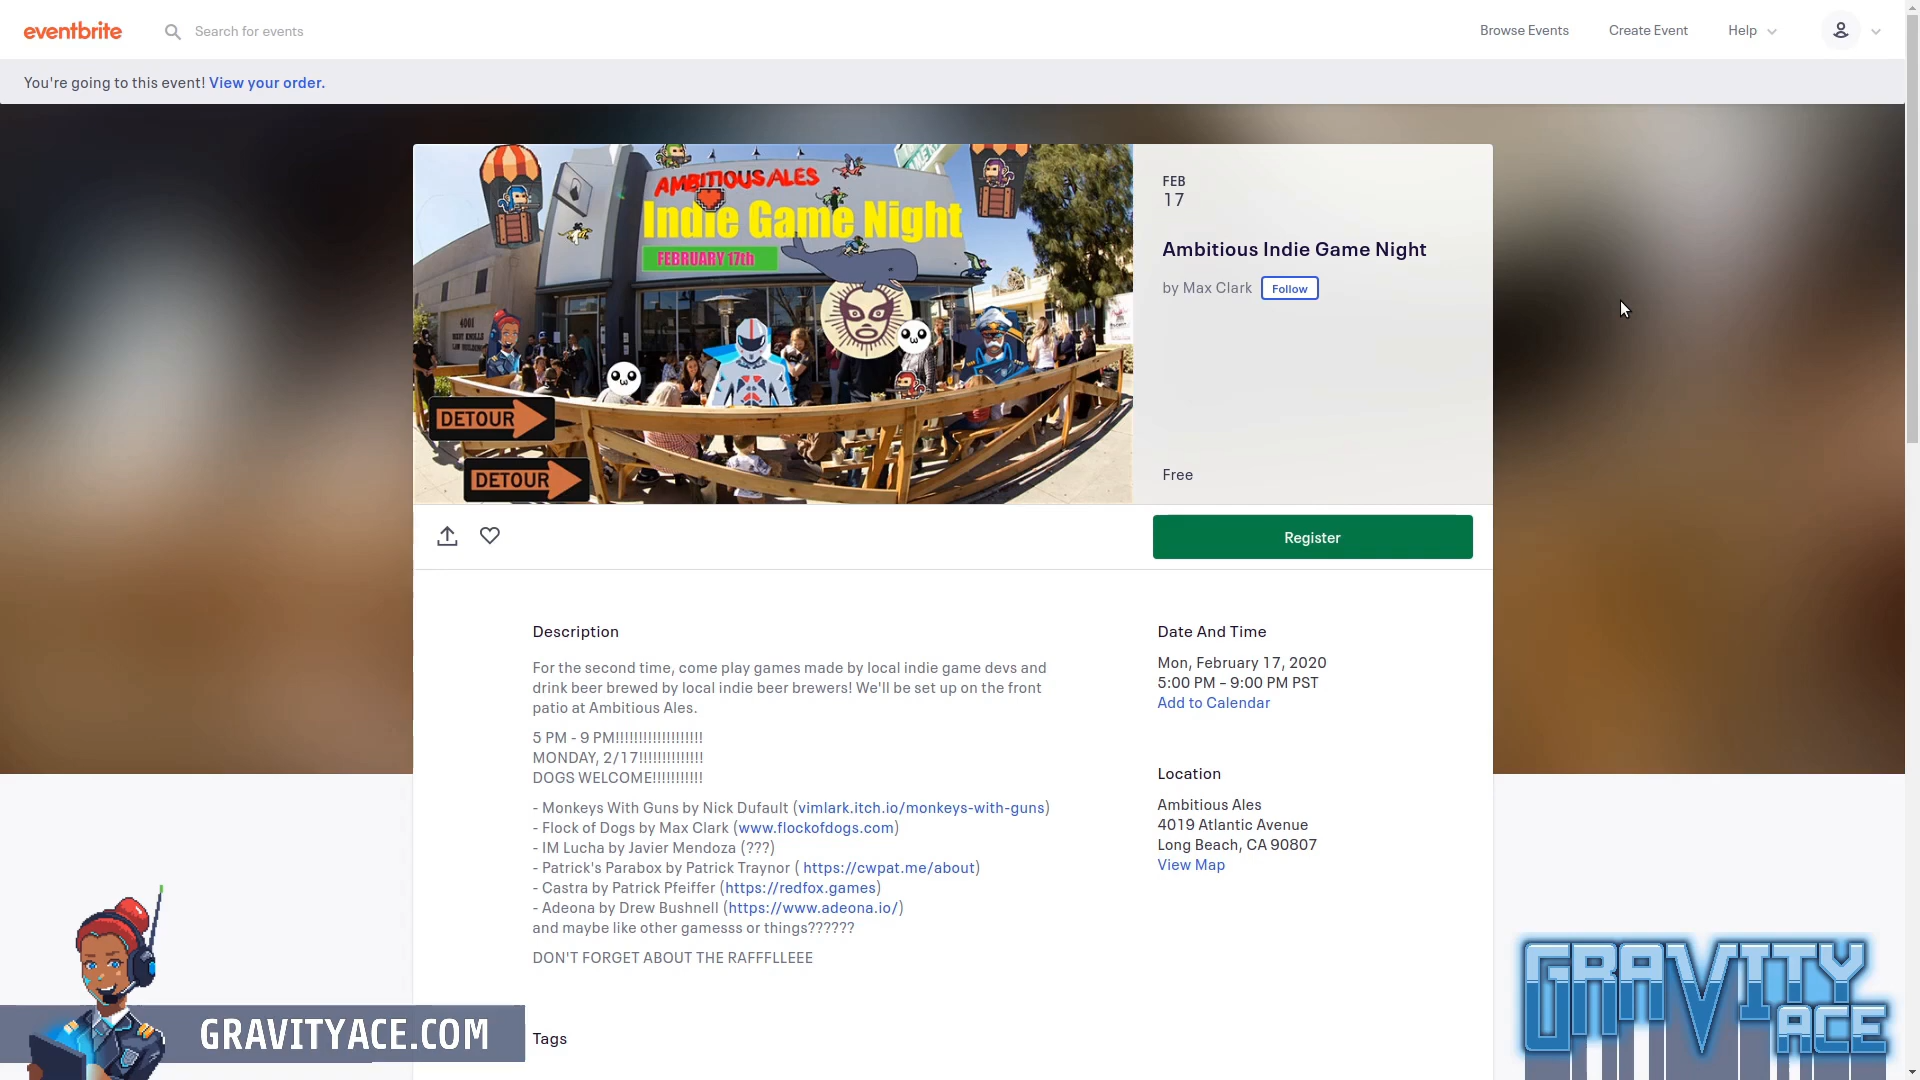 eventbrite
Search for events
Browse Events
Create Event
Help
You're going to this event! View your order.
AMBITIOUS ALES
Indie Game Night
FEBRUARY 17th
4001
DETOUR
DETOUR
FEB
17
Ambitious Indie Game Night
by Max Clark
Follow
Free
Register
Description
For the second time, come play games made by local indie game devs and
drink beer brewed by local indie beer brewers! We'll be set up on the front
patio at Ambitious Ales.
5 PM - 9 PM!!!!!!!!!!!!!!!!!!!
MONDAY, 2/17!!!!!!!!!!!!!!
DOGS WELCOME!!!!!!!!!!!
- Monkeys With Guns by Nick Dufault (vimlark.itch.io/monkeys-with-guns)
- Flock of Dogs by Max Clark (www.flockofdogs.com)
- IM Lucha by Javier Mendoza (???)
- Patrick's Parabox by Patrick Traynor ( https://cwpat.me/about)
- Castra by Patrick Pfeiffer (https://redfox.games)
- Adeona by Drew Bushnell (https://www.adeona.io/)
and maybe like other gamesss or things??????
DON'T FORGET ABOUT THE RAFFFLLEEE
Tags
Date And Time
Mon, February 17, 2020
5:00 PM – 9:00 PM PST
Add to Calendar
Location
Ambitious Ales
4019 Atlantic Avenue
Long Beach, CA 90807
View Map
GRAVITYACE.COM
GRAVITY
ACE